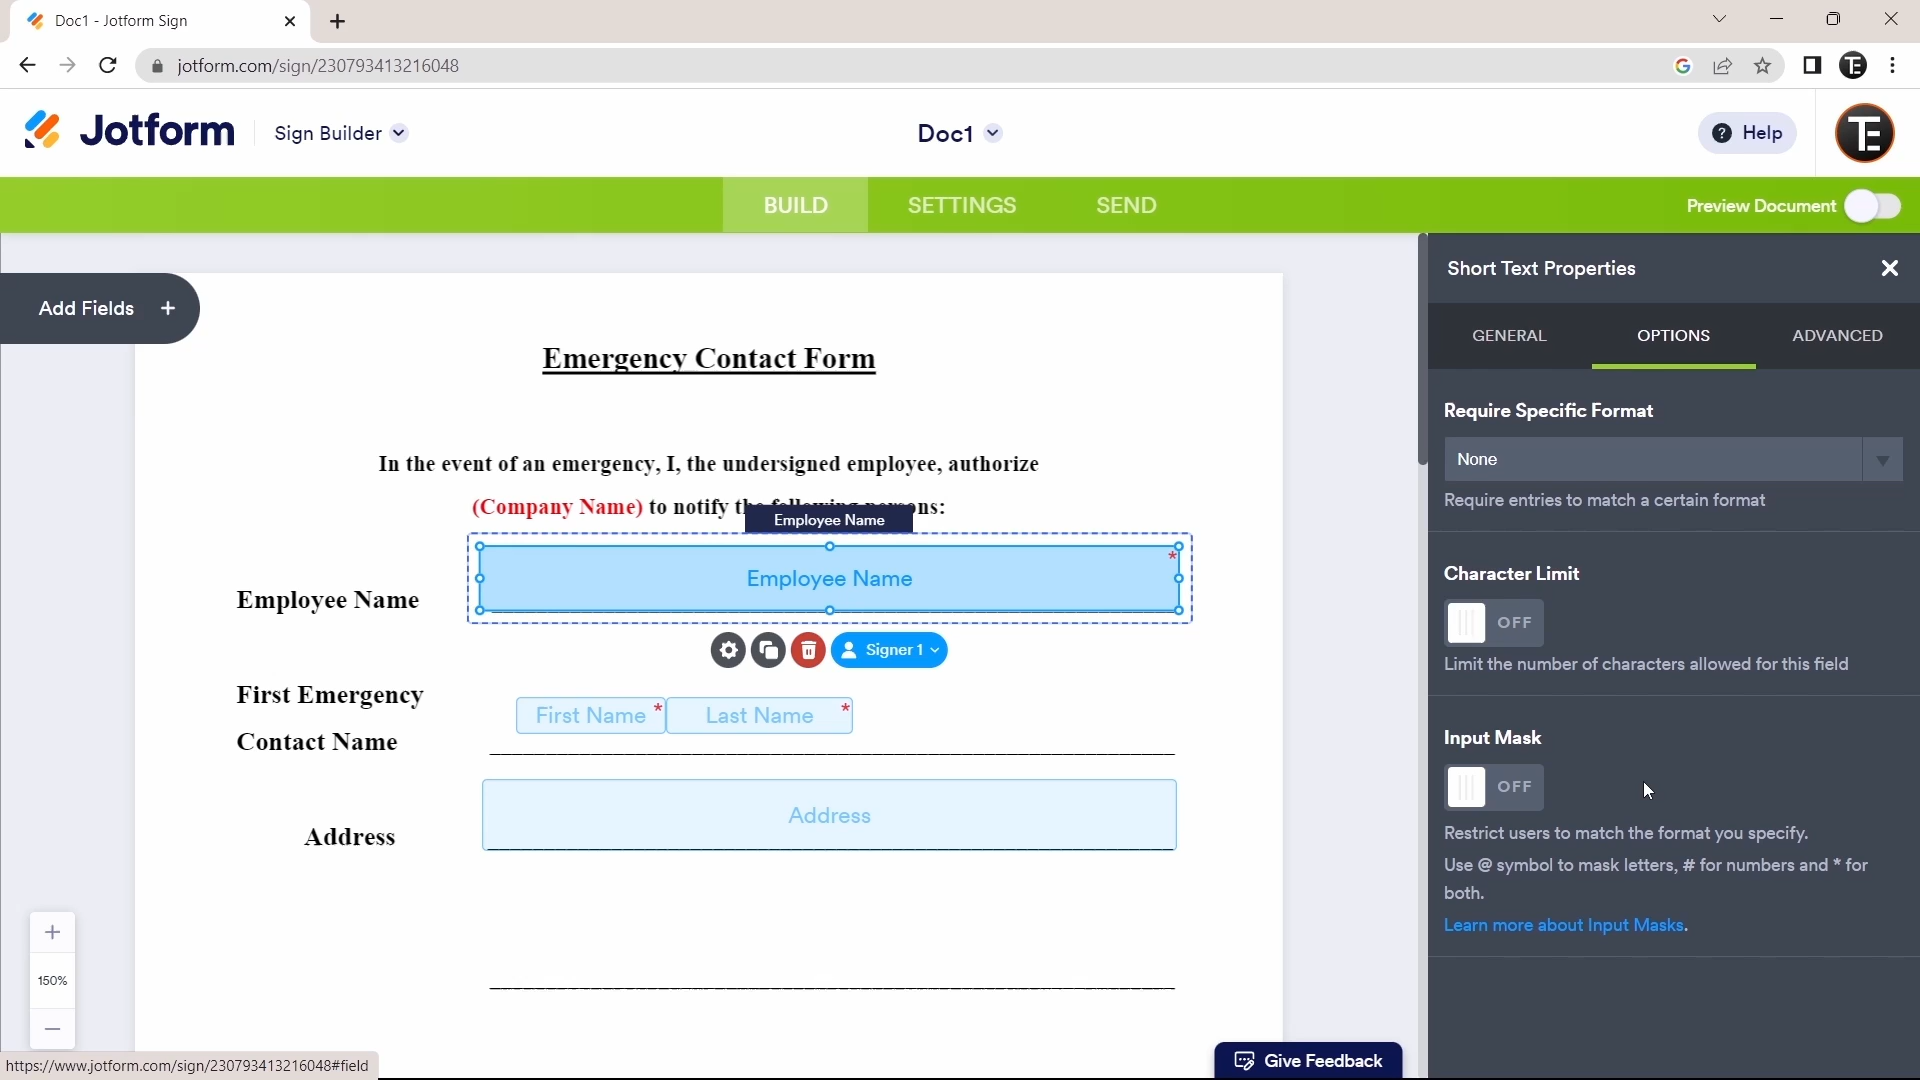 Doc1 - Jotform Sign
jotform.com/sign/230793413216048
Jotform
Sign Builder
Doc1
? Help
TE
BUILD
SETTINGS
SEND
Preview Document
Add Fields +
Short Text Properties
GENERAL
OPTIONS
ADVANCED
Emergency Contact Form
In the event of an emergency, I, the undersigned employee, authorize
(Company Name) to notify the following persons:
Employee Name
Employee Name *
Employee Name
Signer 1
First Emergency
Contact Name
First Name *
Last Name *
Address
Address
Require Specific Format
None
Require entries to match a certain format
Character Limit
OFF
Limit the number of characters allowed for this field
Input Mask
OFF
Restrict users to match the format you specify.
Use @ symbol to mask letters, # for numbers and * for
both.
Learn more about Input Masks.
150%
Give Feedback
https://www.jotform.com/sign/230793413216048#field